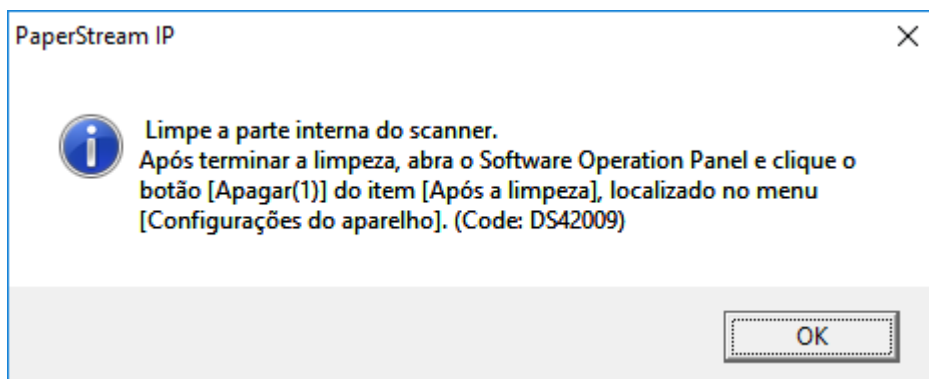 PaperStream IP
Limpe a parte interna do scanner.
Após terminar a limpeza, abra o Software Operation Panel e clique o
botão [Apagar(1)] do item [Após a limpeza], localizado no menu
[Configurações do aparelho]. (Code: DS42009)
OK